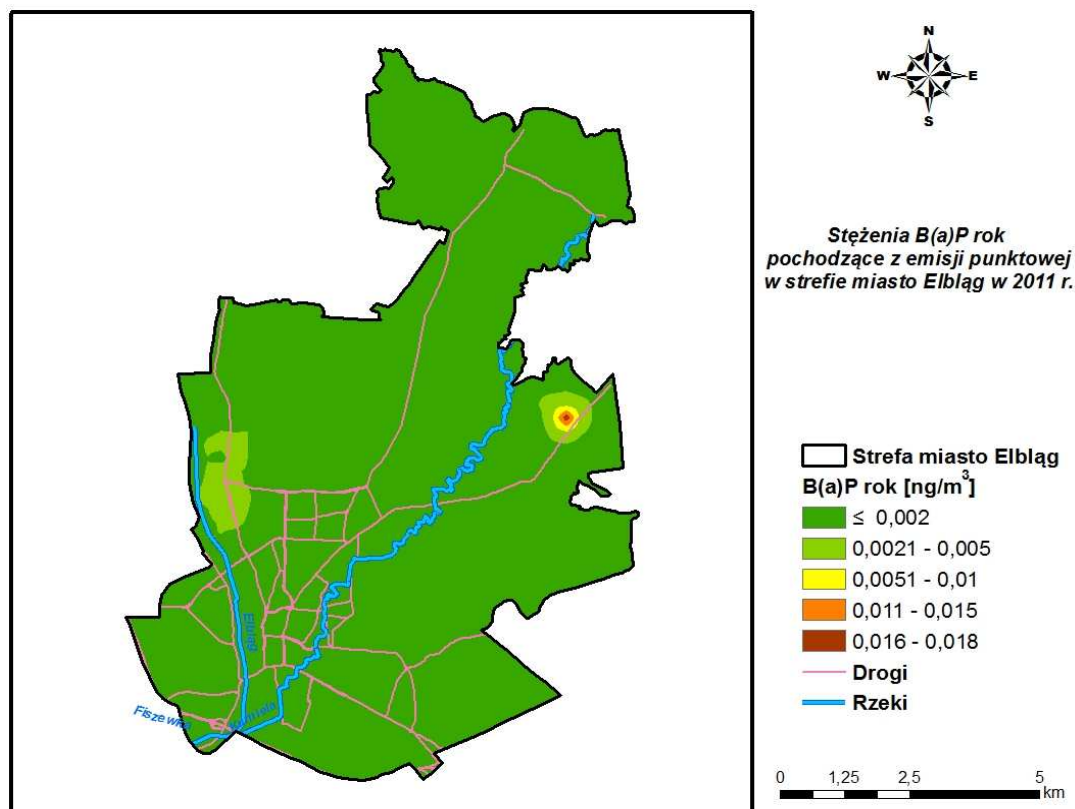 N
W E
S
Stężenia B(a)P rok
pochodzące z emisji punktowej
w strefie miasto Elbląg w 2011 r.
Strefa miasto Elbląg
B(a)P rok [ng/m³]
≤ 0,002
0,0021 - 0,005
0,0051 - 0,01
0,011 - 0,015
0,016 - 0,018
Drogi
Rzeki
0 1,25 2,5 5
km
Elbląg
Fiszewka